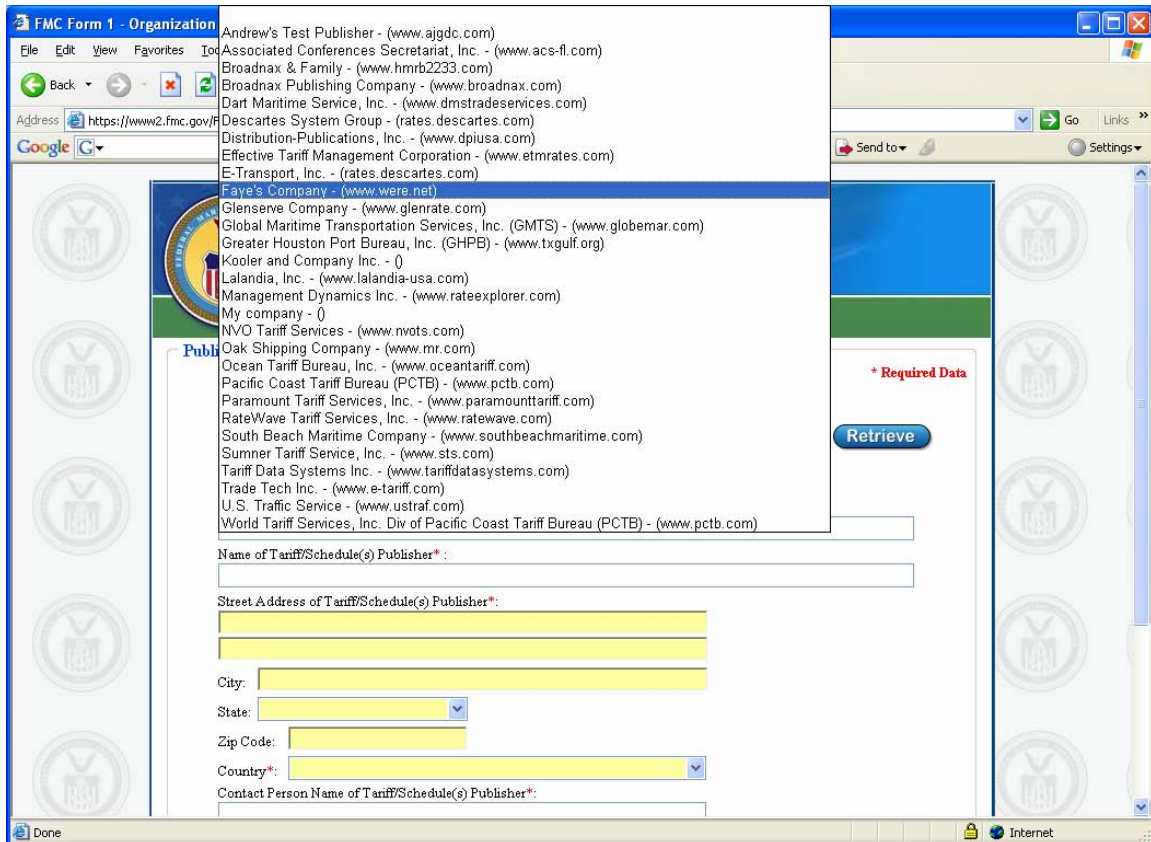 FMC Form 1 - Organization
File Edit View Favorites
Back
Address https://www2.fmc.gov/
Go Links »
Google G
Send to
Settings
Andrew's Test Publisher - (www.ajgdc.com)
Associated Conferences Secretariat, Inc. - (www.acs-fl.com)
Broadnax & Family - (www.hmrb2233.com)
Broadnax Publishing Company - (www.broadnax.com)
Dart Maritime Service, Inc. - (www.dmstradeservices.com)
Descartes System Group - (rates.descartes.com)
Distribution-Publications, Inc. - (www.dpiusa.com)
Effective Tariff Management Corporation - (www.etmrates.com)
E-Transport, Inc. - (rates.descartes.com)
Faye's Company - (www.were.net)
Glenserve Company - (www.glenrate.com)
Global Maritime Transportation Services, Inc. (GMTS) - (www.globemar.com)
Greater Houston Port Bureau, Inc. (GHPB) - (www.txgulf.org)
Kooler and Company Inc. - ()
Lalandia, Inc. - (www.lalandia-usa.com)
Management Dynamics Inc. - (www.rateexplorer.com)
My company - ()
NVO Tariff Services - (www.nvots.com)
Oak Shipping Company - (www.mr.com)
Ocean Tariff Bureau, Inc. - (www.oceantariff.com)
Pacific Coast Tariff Bureau (PCTB) - (www.pctb.com)
Paramount Tariff Services, Inc. - (www.paramounttariff.com)
RateWave Tariff Services, Inc. - (www.ratewave.com)
South Beach Maritime Company - (www.southbeachmaritime.com)
Sumner Tariff Service, Inc. - (www.sts.com)
Tariff Data Systems Inc. - (www.tariffdatasystems.com)
Trade Tech Inc. - (www.e-tariff.com)
U.S. Traffic Service - (www.ustraf.com)
World Tariff Services, Inc. Div of Pacific Coast Tariff Bureau (PCTB) - (www.pctb.com)
Publi
* Required Data
Retrieve
Name of Tariff/Schedule(s) Publisher* :
Street Address of Tariff/Schedule(s) Publisher*:
City:
State:
Zip Code:
Country*:
Contact Person Name of Tariff/Schedule(s) Publisher*:
Done
Internet